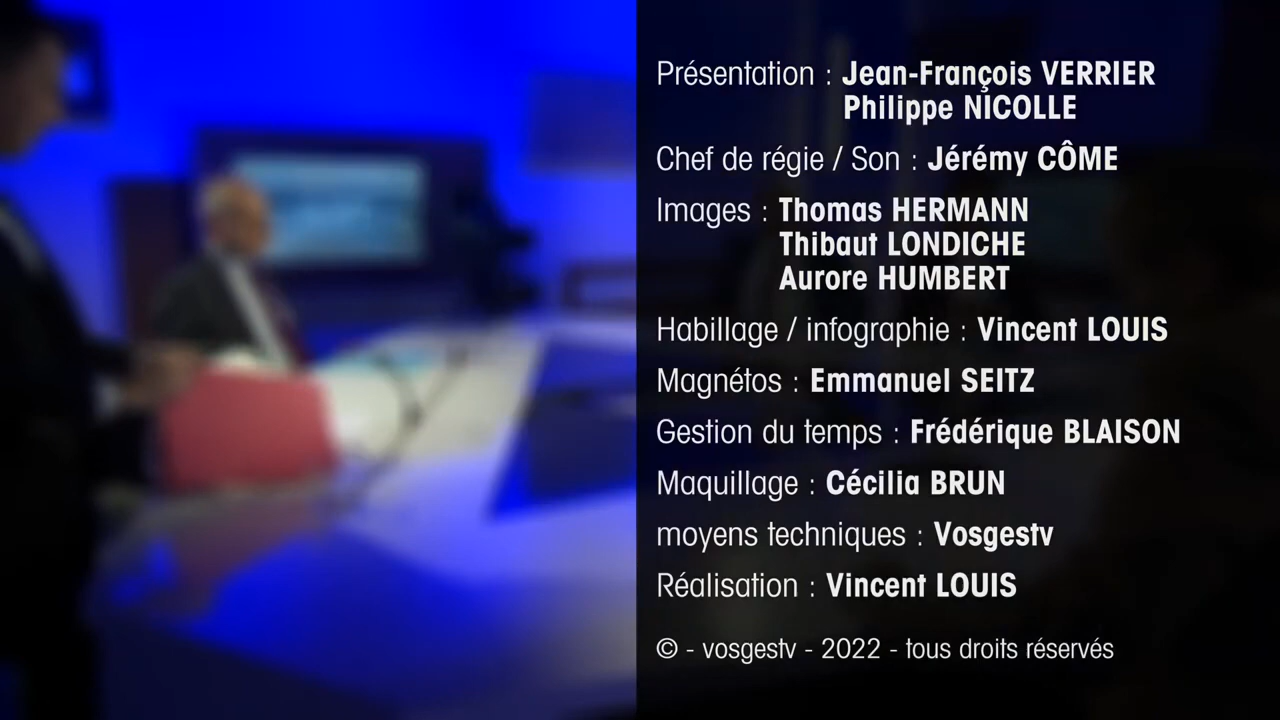 Présentation : Jean-François VERRIER
Philippe NICOLLE
Chef de régie / Son : Jérémy CÔME
Images : Thomas HERMANN
Thibaut LONDICHE
Aurore HUMBERT
Habillage / infographie : Vincent LOUIS
Magnétos : Emmanuel SEITZ
Gestion du temps : Frédérique BLAISON
Maquillage : Cécilia BRUN
moyens techniques : Vosgestv
Réalisation : Vincent LOUIS
© - vosgestv - 2022 - tous droits réservés